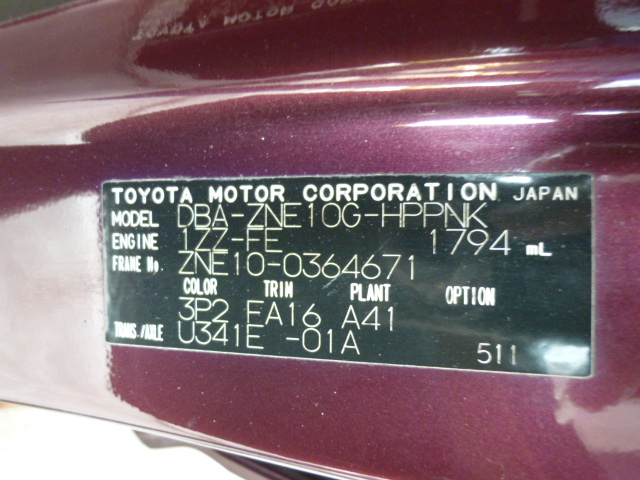 TOYOTA MOTOR CORPORATION JAPAN
MODEL DBA-ZNE10G-HPPNK
ENGINE 1ZZ-FE 1794 mL
FRAME No. ZNE10-0364671
COLOR TRIM PLANT OPTION
3P2 EA16 A41
TRANS./AXLE U341E -01A
511